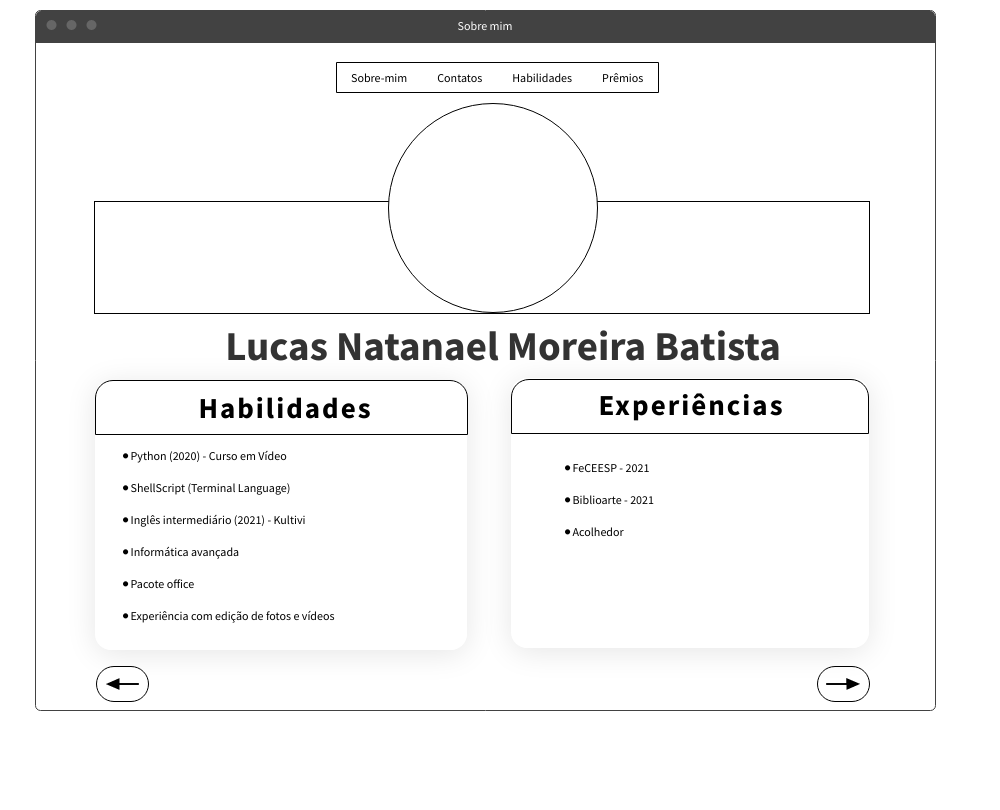 Sobre mim
Sobre-mim Contatos Habilidades Prêmios
Lucas Natanael Moreira Batista
Habilidades
• Python (2020) - Curso em Vídeo
• ShellScript (Terminal Language)
• Inglês intermediário (2021) - Kultivi
• Informática avançada
• Pacote office
• Experiência com edição de fotos e vídeos
Experiências
• FeCEESP - 2021
• Biblioarte - 2021
• Acolhedor